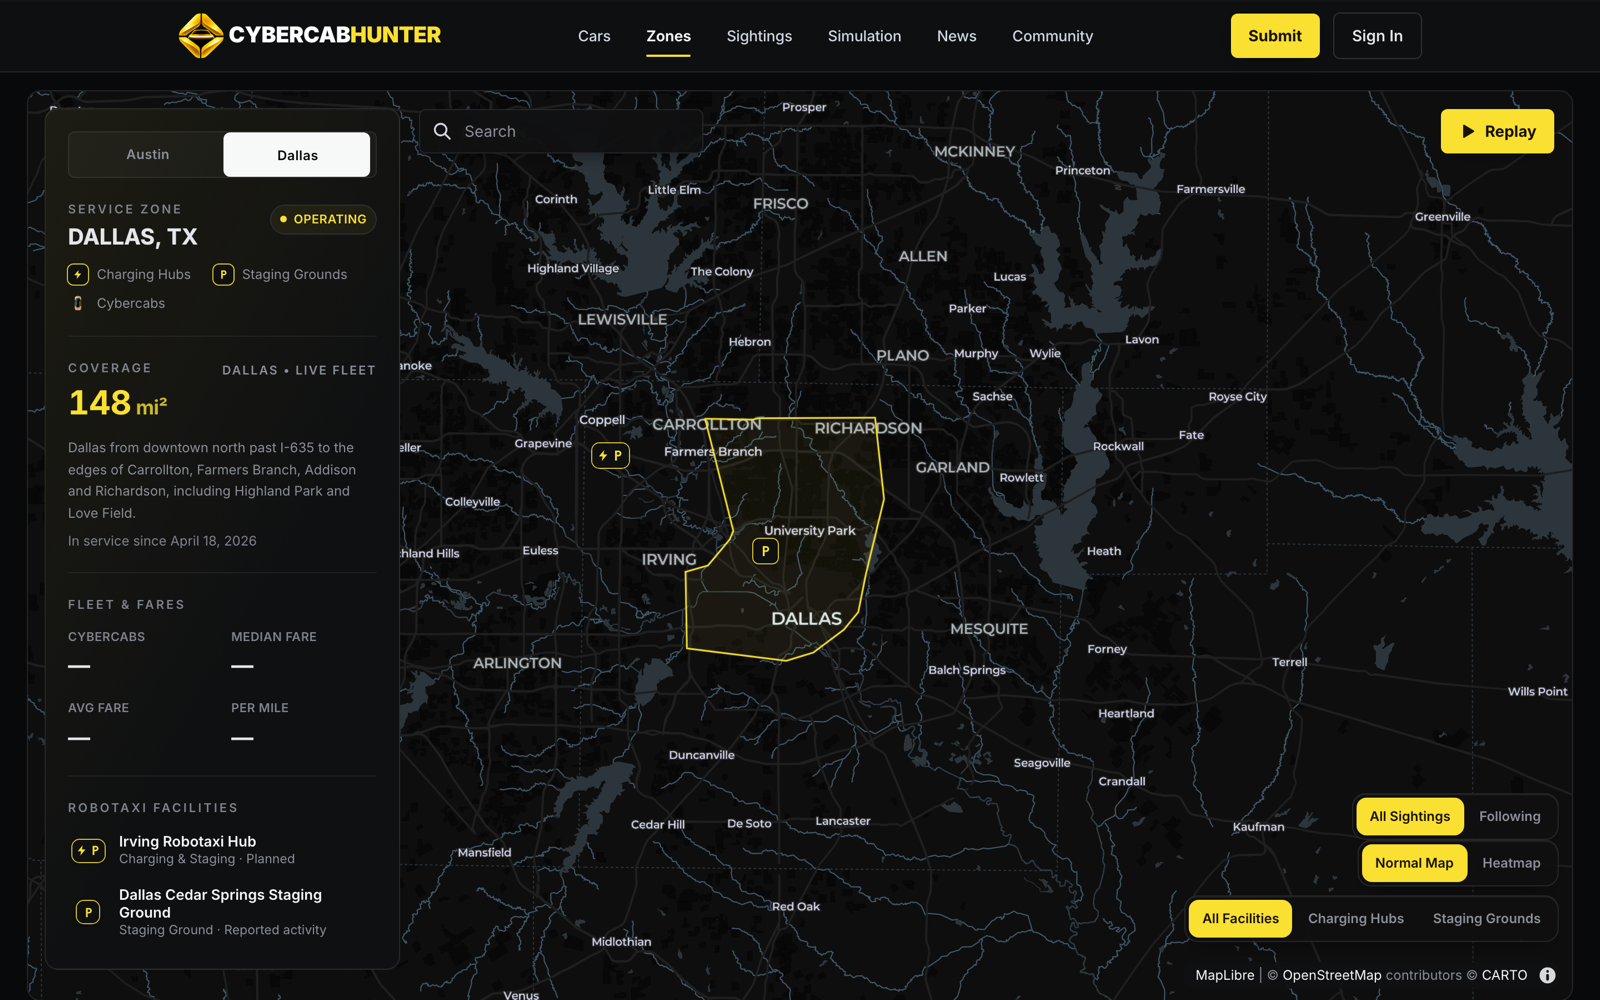 CYBERCABHUNTER
Cars
Zones
Sightings
Simulation
News
Community
Submit
Sign In
Austin
Dallas
SERVICE ZONE
DALLAS, TX
OPERATING
Charging Hubs
P
Staging Grounds
Cybercabs
COVERAGE
DALLAS • LIVE FLEET
148 mi²
Dallas from downtown north past I-635 to the
edges of Carrollton, Farmers Branch, Addison
and Richardson, including Highland Park and
Love Field.
In service since April 18, 2026
FLEET & FARES
CYBERCABS
—
MEDIAN FARE
—
AVG FARE
—
PER MILE
—
ROBOTAXI FACILITIES
P
Irving Robotaxi Hub
Charging & Staging · Planned
P
Dallas Cedar Springs Staging
Ground
Staging Ground · Reported activity
Search
Replay
Prosper
MCKINNEY
Princeton
Farmersville
Greenville
Little Elm
Corinth
FRISCO
ALLEN
Highland Village
The Colony
Lucas
Parker
LEWISVILLE
Hebron
Lavon
PLANO
Murphy
Wylie
anoke
Sachse
Royse City
Coppell
CARROLLTON
RICHARDSON
Fate
Grapevine
eller
P
Farmers Branch
Rockwall
GARLAND
Rowlett
Colleyville
University Park
hland Hills
Euless
P
IRVING
Heath
DALLAS
MESQUITE
ARLINGTON
Balch Springs
Forney
Terrell
Wills Point
Heartland
Duncanville
Seagoville
Crandall
Cedar Hill
De Soto
Lancaster
Kaufman
Mansfield
Red Oak
Midlothian
Venus
All Sightings
Following
Normal Map
Heatmap
All Facilities
Charging Hubs
Staging Grounds
MapLibre | © OpenStreetMap contributors © CARTO